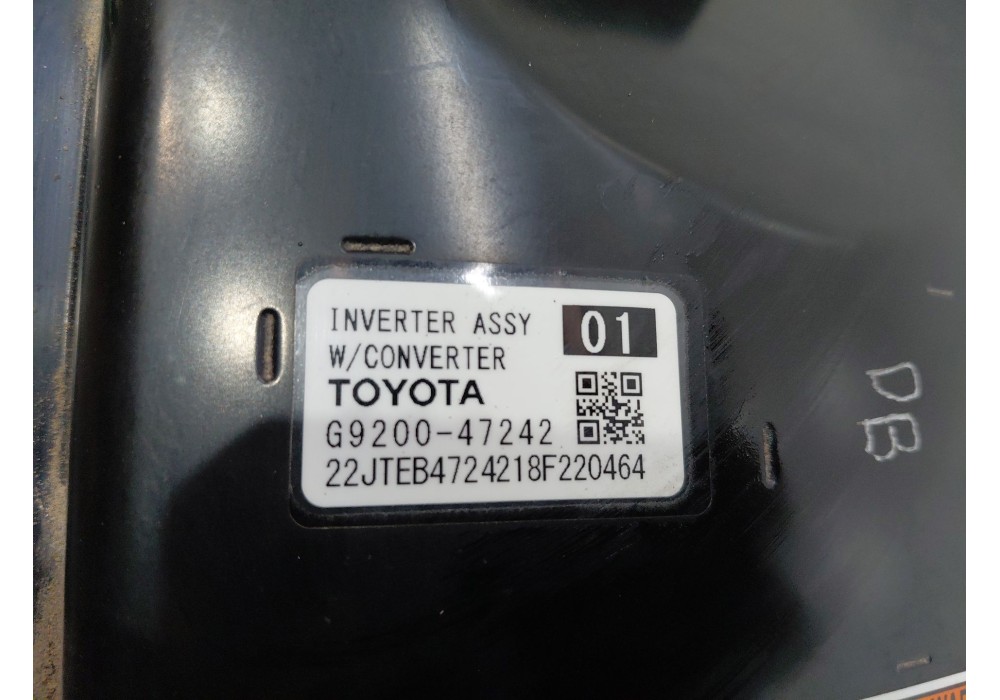 INVERTER ASSY
01
W/CONVERTER
TOYOTA
G9200-47242
22JTEB4724218F220464
DB